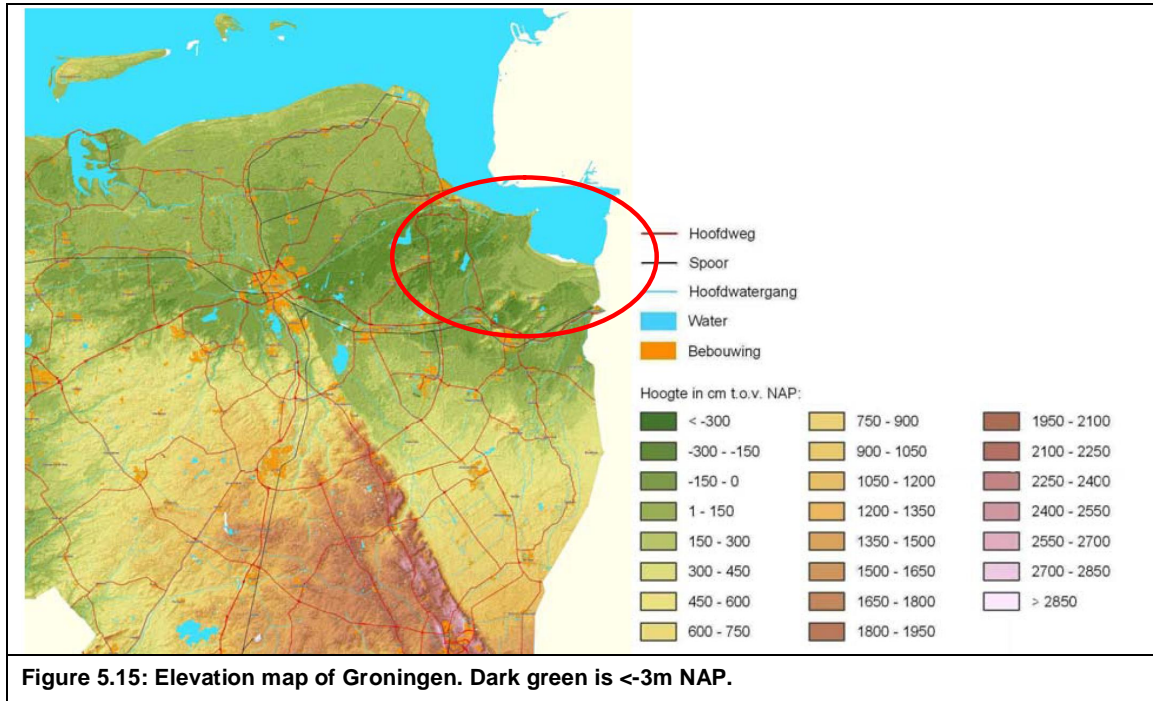 Hoofdweg
Spoor
Hoofdwatergang
Water
Bebouwing
Hoogte in cm t.o.v. NAP:
< -300
-300 - -150
-150 - 0
1 - 150
150 - 300
300 - 450
450 - 600
600 - 750
750 - 900
900 - 1050
1050 - 1200
1200 - 1350
1350 - 1500
1500 - 1650
1650 - 1800
1800 - 1950
1950 - 2100
2100 - 2250
2250 - 2400
2400 - 2550
2550 - 2700
2700 - 2850
> 2850
Figure 5.15: Elevation map of Groningen. Dark green is <-3m NAP.